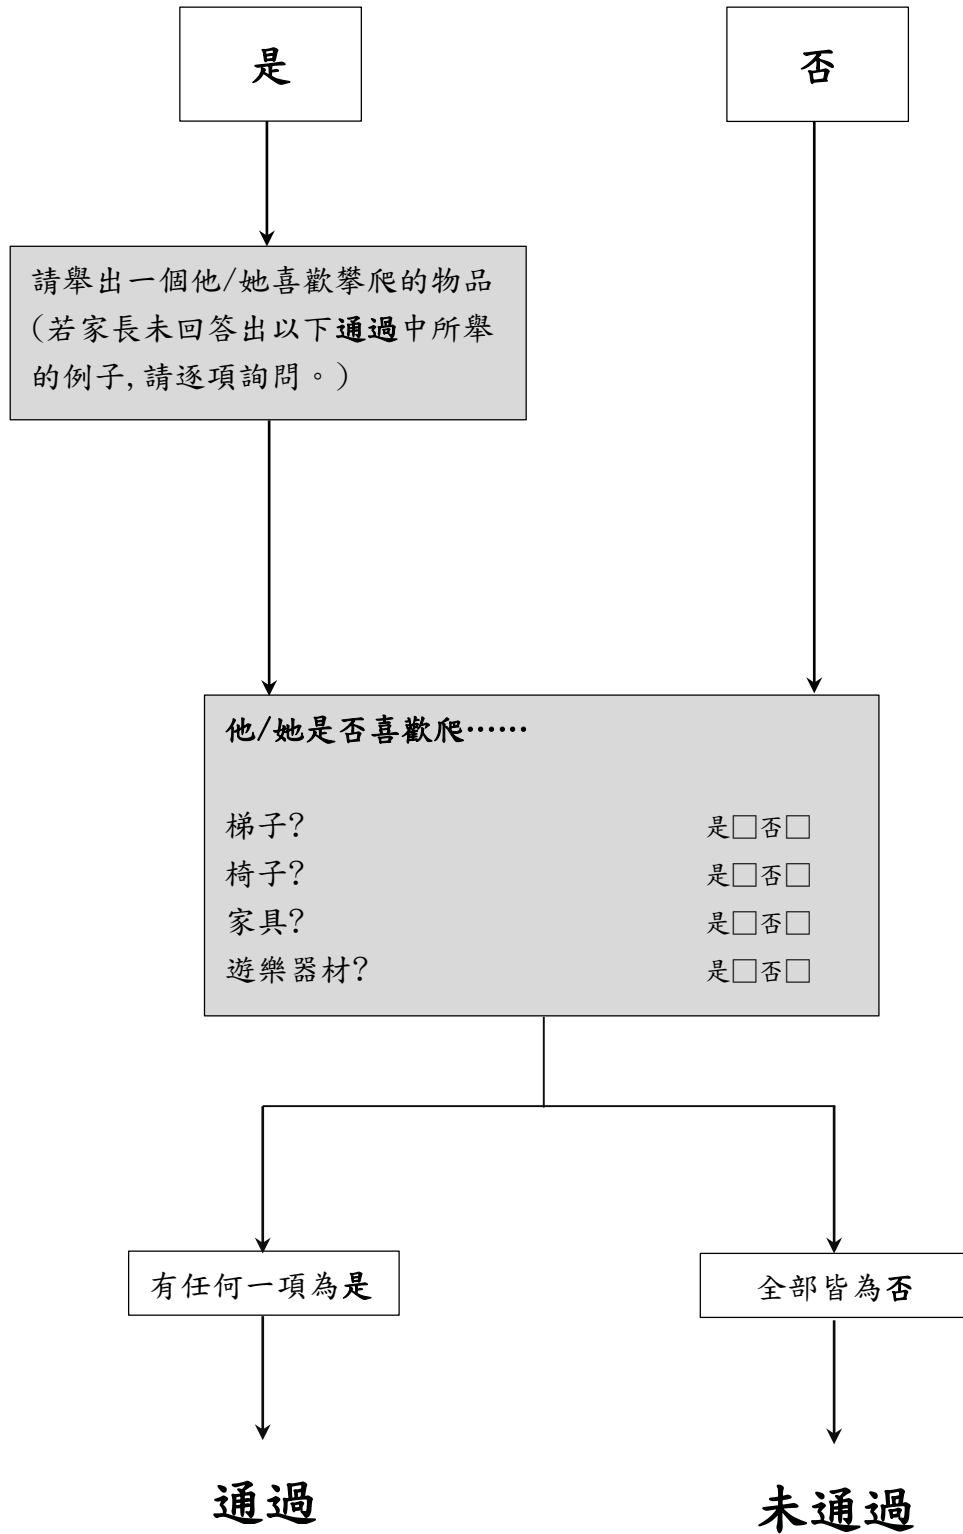 是
否
請舉出一個他/她喜歡攀爬的物品
(若家長未回答出以下通過中所舉
的例子,請逐項詢問。)
他/她是否喜歡爬……
梯子? 是□否□
椅子? 是□否□
家具? 是□否□
遊樂器材? 是□否□
有任何一項為是
全部皆為否
通過
未通過